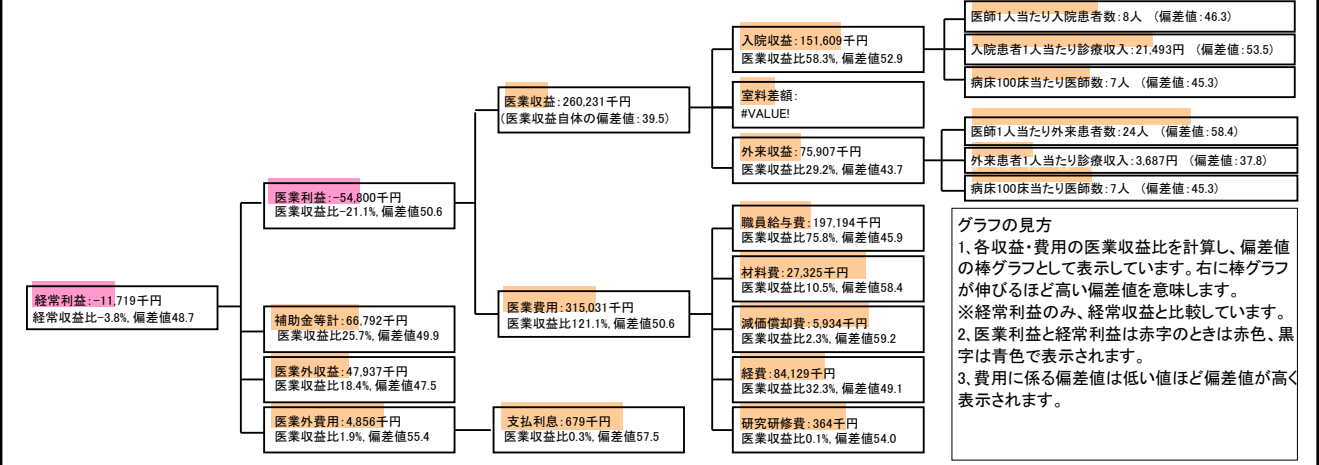 経常利益:-11,719千円
経常収益比-3.8%, 偏差値48.7
医業利益:-54,800千円
医業収益比-21.1%, 偏差値50.6
補助金等計:66,792千円
医業収益比25.7%, 偏差値49.9
医業外収益:47,937千円
医業収益比18.4%, 偏差値47.5
医業外費用:4,856千円
医業収益比1.9%, 偏差値55.4
医業収益:260,231千円
(医業収益自体の偏差値:39.5)
医業費用:315,031千円
医業収益比121.1%, 偏差値50.6
支払利息:679千円
医業収益比0.3%, 偏差値57.5
入院収益:151,609千円
医業収益比58.3%, 偏差値52.9
室料差額:
#VALUE!
外来収益:75,907千円
医業収益比29.2%, 偏差値43.7
職員給与費:197,194千円
医業収益比75.8%, 偏差値45.9
材料費:27,325千円
医業収益比10.5%, 偏差値58.4
減価償却費:5,934千円
医業収益比2.3%, 偏差値59.2
経費:84,129千円
医業収益比32.3%, 偏差値49.1
研究研修費:364千円
医業収益比0.1%, 偏差値54.0
医師1人当たり入院患者数:8人 (偏差値:46.3)
入院患者1人当たり診療収入:21,493円 (偏差値:53.5)
病床100床当たり医師数:7人 (偏差値:45.3)
医師1人当たり外来患者数:24人 (偏差値:58.4)
外来患者1人当たり診療収入:3,687円 (偏差値:37.8)
病床100床当たり医師数:7人 (偏差値:45.3)
グラフの見方
1、各収益・費用の医業収益比を計算し、偏差値
の棒グラフとして表示しています。右に棒グラフ
が伸びるほど高い偏差値を意味します。
※経常利益のみ、経常収益と比較しています。
2、医業利益と経常利益は赤字のときは赤色、黒
字は青色で表示されます。
3、費用に係る偏差値は低い値ほど偏差値が高く
表示されます。